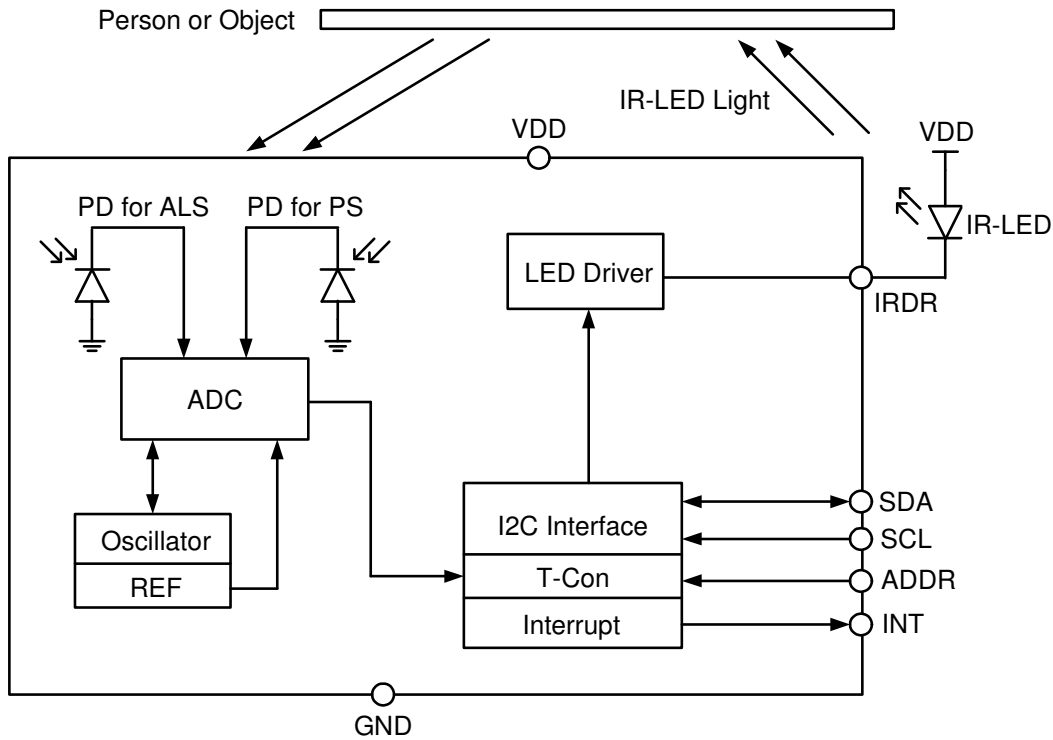 Person or Object
IR-LED Light
VDD
VDD
PD for ALS
PD for PS
IR-LED
LED Driver
IRDR
ADC
SDA
I2C Interface
SCL
Oscillator
T-Con
ADDR
REF
Interrupt
INT
GND